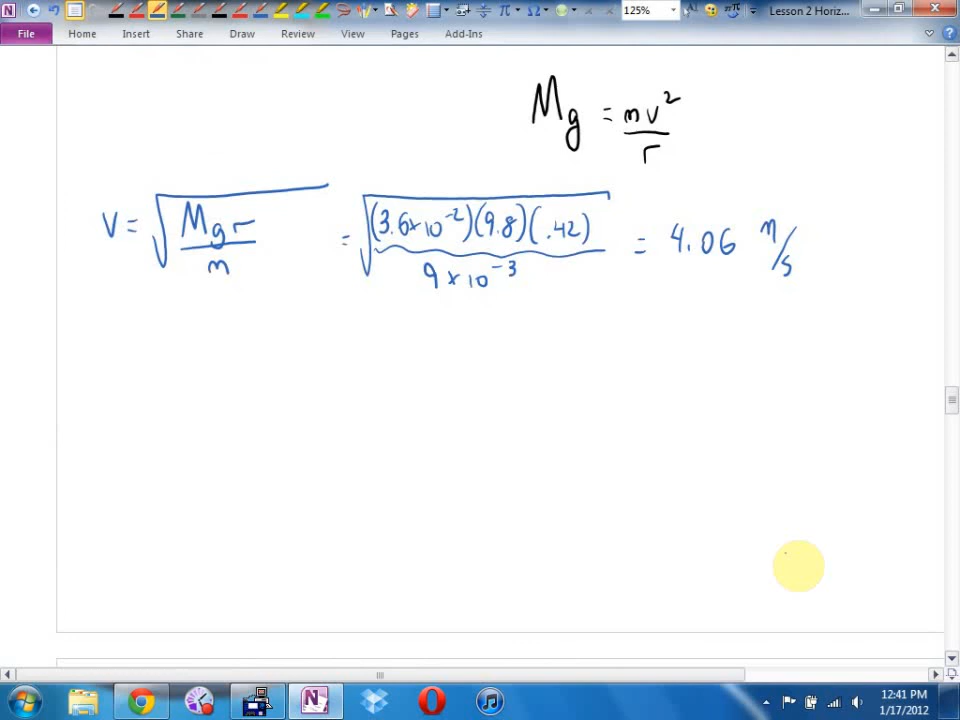 125% Lesson 2 Horiz...
File Home Insert Share Draw Review View Pages Add-Ins
Mg = mv²/r
v = √(Mgr/m) = √((3.6×10⁻²)(9.8)(.42)/9×10⁻³) = 4.06 m/s
12:41 PM
1/17/2012